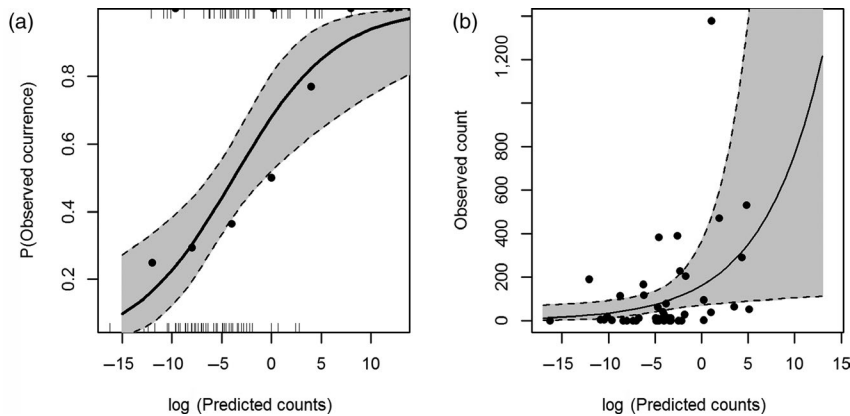 (a)
P(Observed ocurrence)
0.8
0.6
0.4
0.2
−15 −10 −5 0 5 10
log (Predicted counts)
(b)
Observed count
1,200
800
600
400
200
0
−15 −10 −5 0 5 10 15
log (Predicted counts)